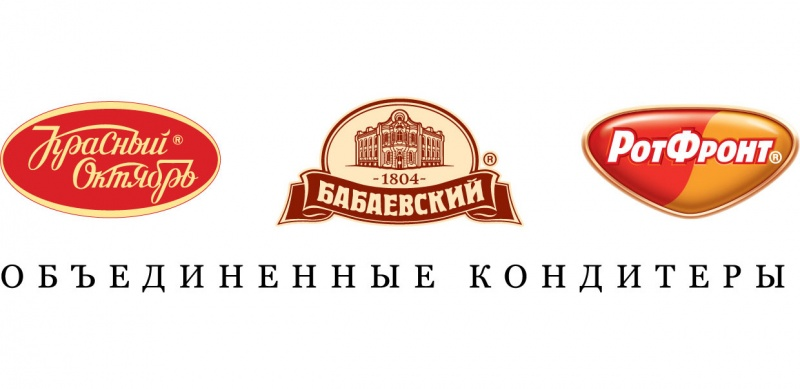 Красный®
Октябрь
-1804-
БАБАЕВСКИЙ®
РотФронт®
ОБЪЕДИНЕННЫЕ КОНДИТЕРЫ